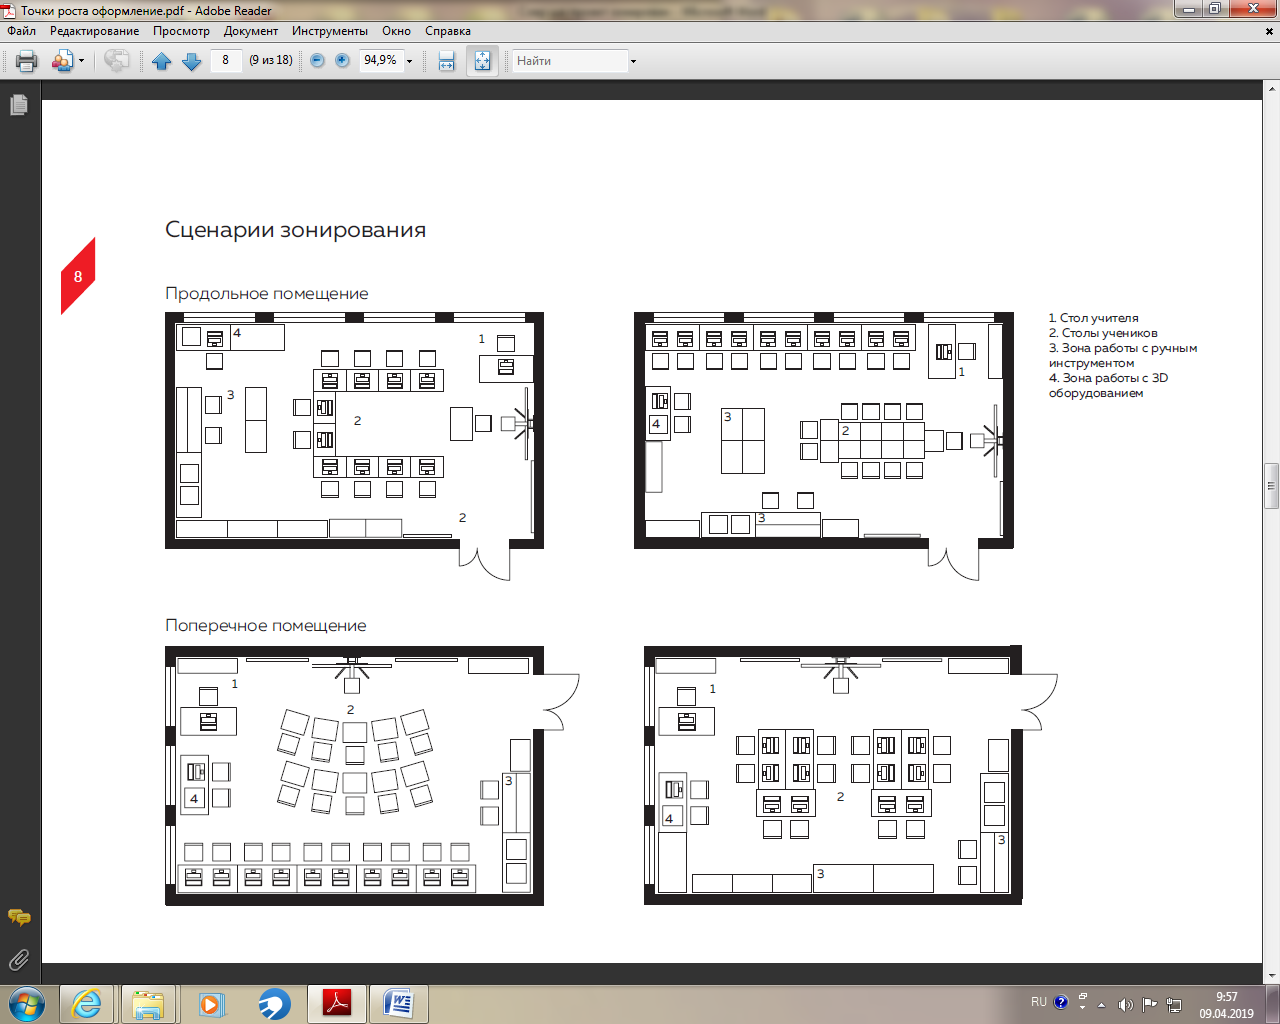 Точки роста оформление.pdf - Adobe Reader
Файл Редактирование Просмотр Документ Инструменты Окно Справка
8 (9 из 18) 94,9% Найти
Сценарии зонирования
8
Продольное помещение
4
1
3
2
2
1
3
4
2
3
1. Стол учителя
2. Столы учеников
3. Зона работы с ручным
инструментом
4. Зона работы с 3D
оборудованием
Поперечное помещение
1
2
3
4
1
2
4
3
3
RU
9:57
09.04.2019